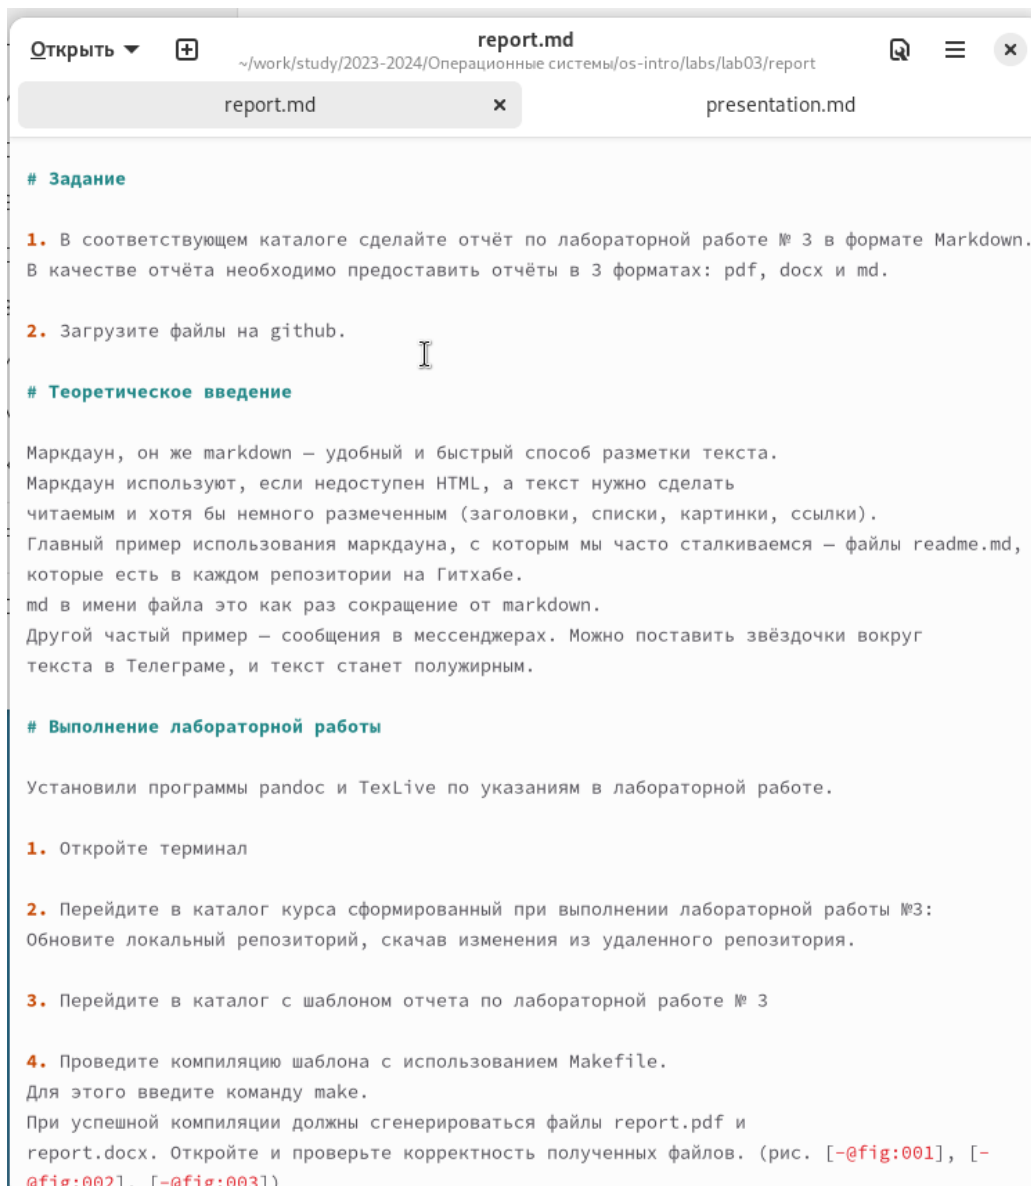 Открыть
report.md
~/work/study/2023-2024/Операционные системы/os-intro/labs/lab03/report
report.md
presentation.md
# Задание
1. В соответствующем каталоге сделайте отчёт по лабораторной работе № 3 в формате Markdown.
В качестве отчёта необходимо предоставить отчёты в 3 форматах: pdf, docx и md.
2. Загрузите файлы на github.
# Теоретическое введение
Маркдаун, он же markdown — удобный и быстрый способ разметки текста.
Маркдаун используют, если недоступен HTML, а текст нужно сделать
читаемым и хотя бы немного размеченным (заголовки, списки, картинки, ссылки).
Главный пример использования маркдауна, с которым мы часто сталкиваемся — файлы readme.md,
которые есть в каждом репозитории на Гитхабе.
md в имени файла это как раз сокращение от markdown.
Другой частый пример — сообщения в мессенджерах. Можно поставить звёздочки вокруг
текста в Телеграме, и текст станет полужирным.
# Выполнение лабораторной работы
Установили программы pandoc и TexLive по указаниям в лабораторной работе.
1. Откройте терминал
2. Перейдите в каталог курса сформированный при выполнении лабораторной работы №3:
Обновите локальный репозиторий, скачав изменения из удаленного репозитория.
3. Перейдите в каталог с шаблоном отчета по лабораторной работе № 3
4. Проведите компиляцию шаблона с использованием Makefile.
Для этого введите команду make.
При успешной компиляции должны сгенерироваться файлы report.pdf и
report.docx. Откройте и проверьте корректность полученных файлов. (рис. [-@fig:001], [-
@fig:002], [-@fig:003])